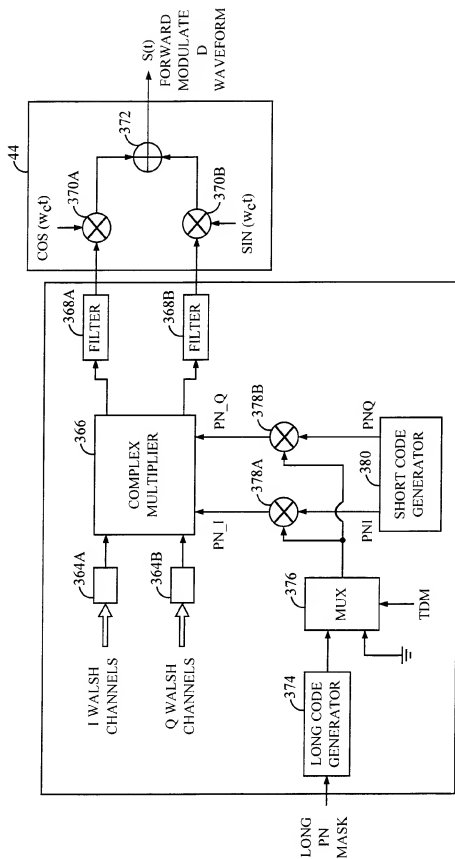 44
COS (wct)
370A
372
S(t)
FORWARD
MODULATE
D
WAVEFORM
370B
SIN (wct)
368A
FILTER
368B
FILTER
366
COMPLEX
MULTIPLIER
364A
I WALSH
CHANNELS
364B
Q WALSH
CHANNELS
PN_I
PN_Q
378A
378B
PNI
PNQ
380
SHORT CODE
GENERATOR
376
MUX
TDM
374
LONG CODE
GENERATOR
LONG
PN
MASK